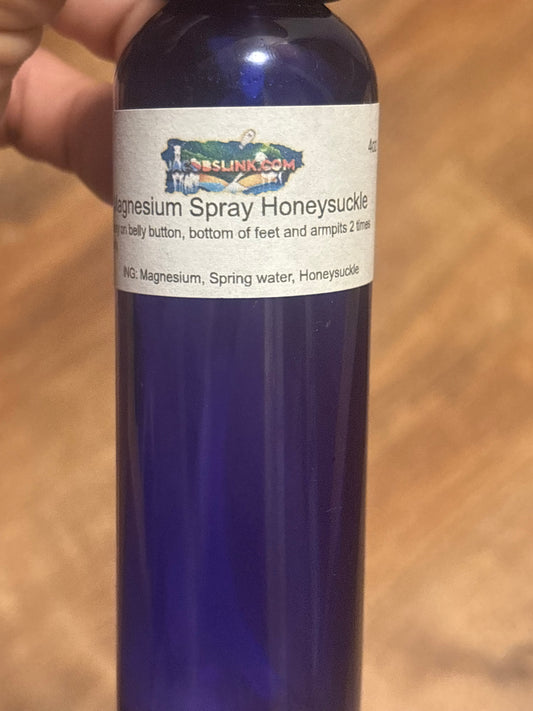 JACOBSLINK.COM
4oz
Magnesium Spray Honeysuckle
on belly button, bottom of feet and armpits 2 times
ING: Magnesium, Spring water, Honeysuckle